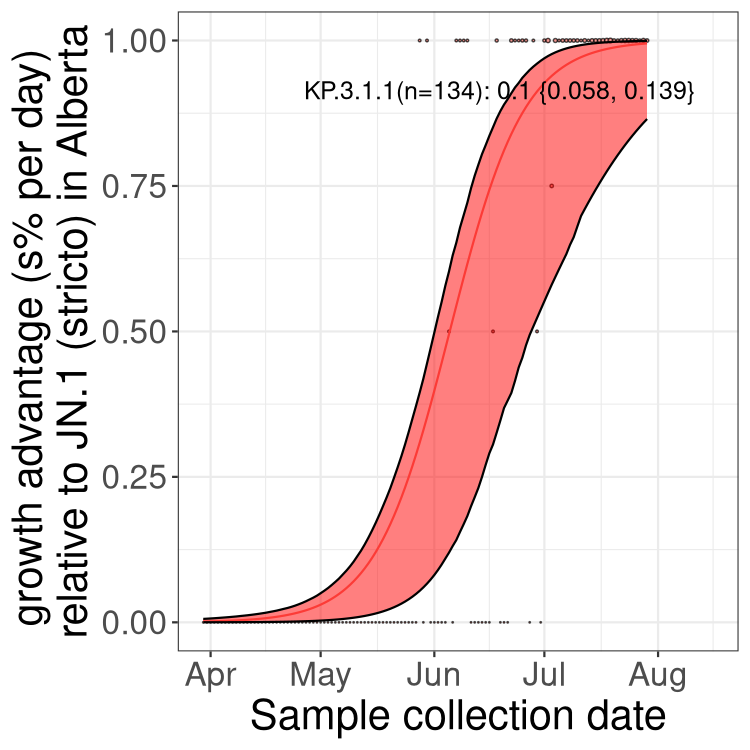 growth advantage (s% per day)
relative to JN.1 (stricto) in Alberta
1.00
0.75
0.50
0.25
0.00
KP.3.1.1(n=134): 0.1 {0.058, 0.139}
Apr May Jun Jul Aug
Sample collection date